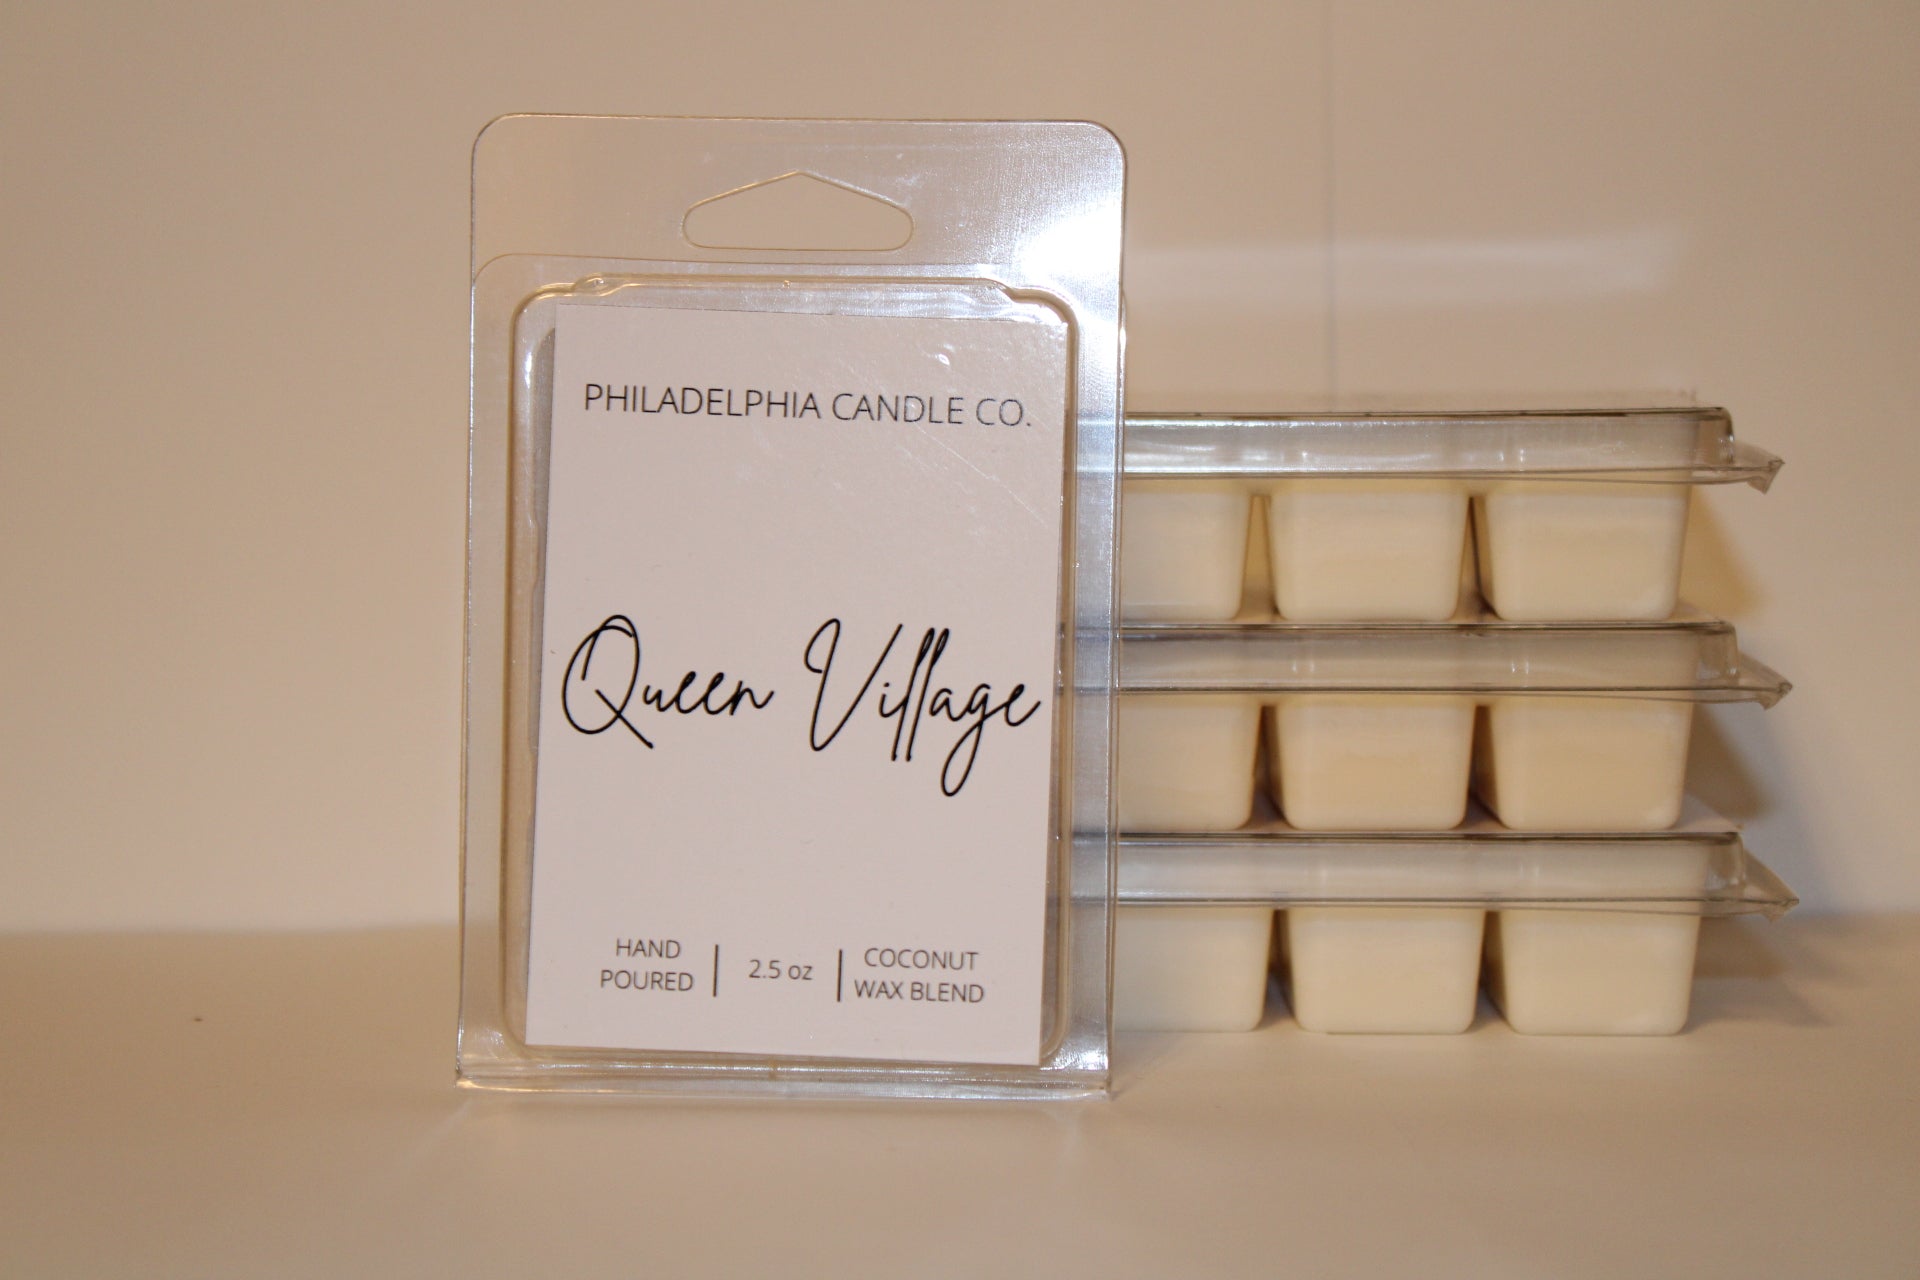 PHILADELPHIA CANDLE CO.
Queen Village
HAND
POURED
2.5 oz
COCONUT
WAX BLEND